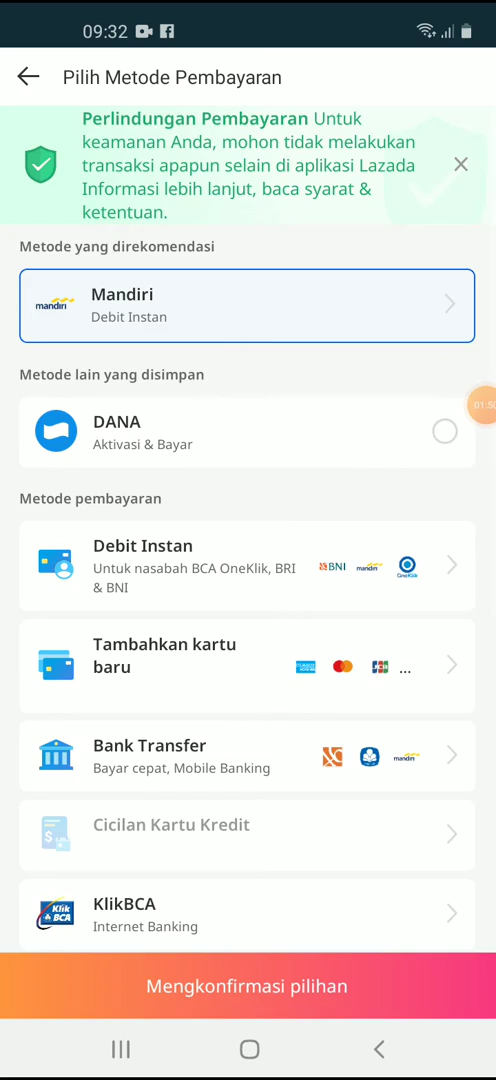 09:32
Pilih Metode Pembayaran
Perlindungan Pembayaran Untuk
keamanan Anda, mohon tidak melakukan
transaksi apapun selain di aplikasi Lazada
Informasi lebih lanjut, baca syarat &
ketentuan.
Metode yang direkomendasi
mandiri
Mandiri
Debit Instan
Metode lain yang disimpan
01:50
DANA
Aktivasi & Bayar
Metode pembayaran
Debit Instan
Untuk nasabah BCA OneKlik, BRI
& BNI
BNI mandiri OneKlik
Tambahkan kartu
baru
JCB ...
Bank Transfer
Bayar cepat, Mobile Banking
mandiri
Cicilan Kartu Kredit
Klik
BCA
KlikBCA
Internet Banking
Mengkonfirmasi pilihan